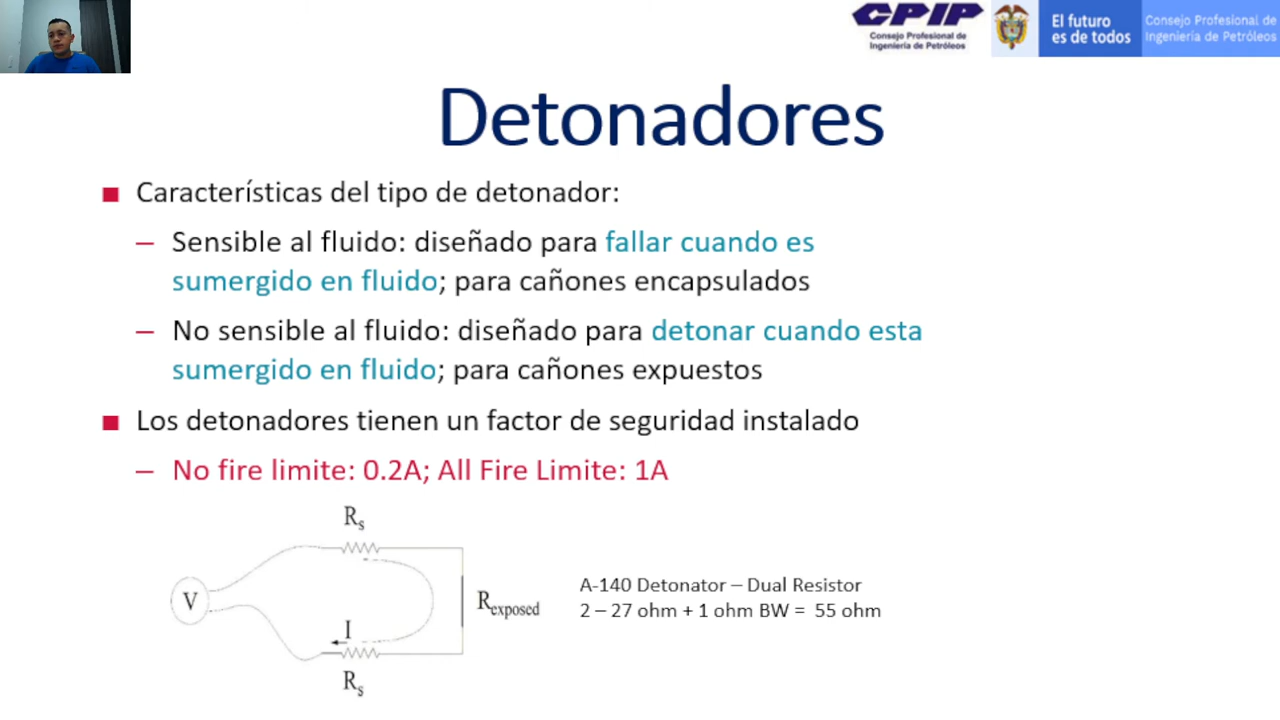 CPIP
Consejo Profesional de
Ingeniería de Petróleos
El futuro
es de todos
Consejo Profesional de
Ingeniería de Petróleos
Detonadores
Características del tipo de detonador:
– Sensible al fluido: diseñado para fallar cuando es
sumergido en fluido; para cañones encapsulados
– No sensible al fluido: diseñado para detonar cuando esta
sumergido en fluido; para cañones expuestos
Los detonadores tienen un factor de seguridad instalado
– No fire limite: 0.2A; All Fire Limite: 1A
Rs
V
Rexposed
I
Rs
A-140 Detonator – Dual Resistor
2 – 27 ohm + 1 ohm BW = 55 ohm